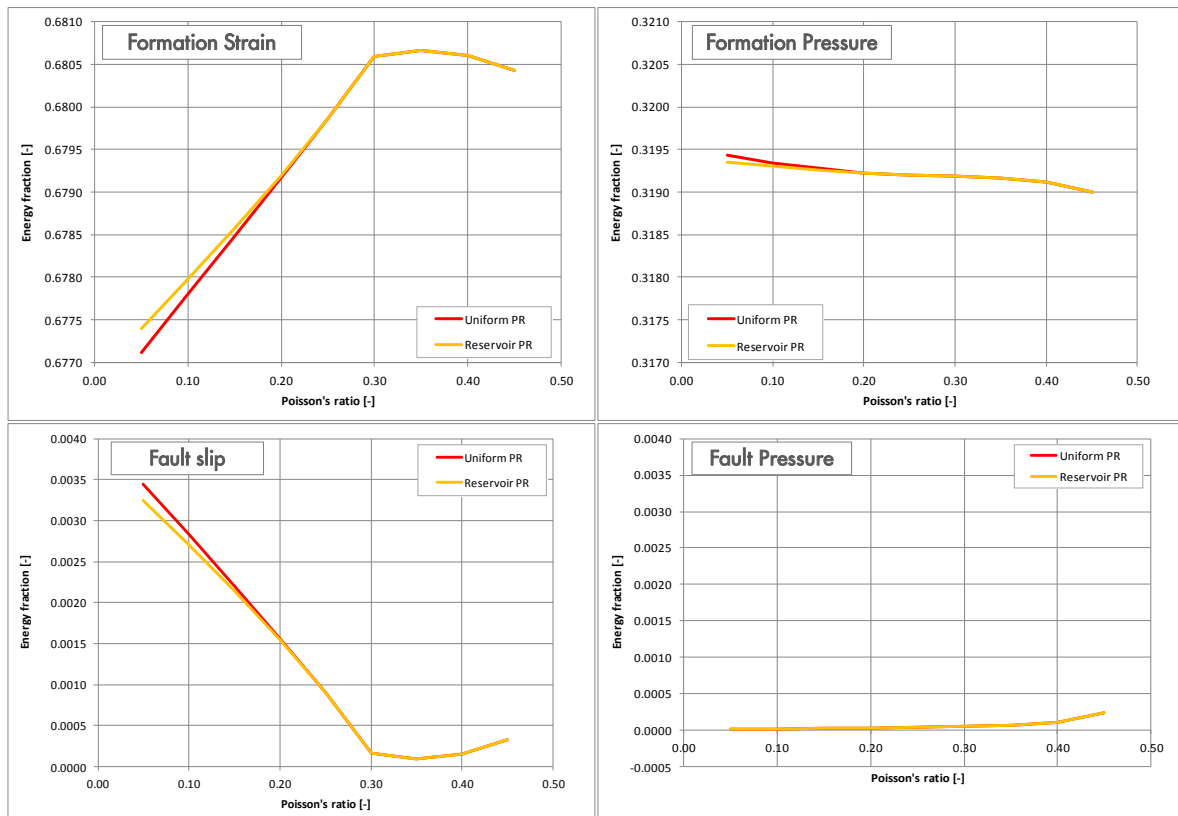 Formation Strain
0.6810
0.6805
0.6800
0.6795
0.6790
0.6785
0.6780
0.6775
0.6770
Energy fraction [-]
Uniform PR
Reservoir PR
0.00 0.10 0.20 0.30 0.40 0.50
Poisson's ratio [-]
Formation Pressure
0.3210
0.3205
0.3200
0.3195
0.3190
0.3185
0.3180
0.3175
0.3170
Energy fraction [-]
Uniform PR
Reservoir PR
0.00 0.10 0.20 0.30 0.40 0.50
Poisson's ratio [-]
Fault slip
0.0040
0.0035
0.0030
0.0025
0.0020
0.0015
0.0010
0.0005
0.0000
Energy fraction [-]
Uniform PR
Reservoir PR
0.00 0.10 0.20 0.30 0.40 0.50
Poisson's ratio [-]
Fault Pressure
0.0040
0.0035
0.0030
0.0025
0.0020
0.0015
0.0010
0.0005
0.0000
-0.0005
Energy fraction [-]
Uniform PR
Reservoir PR
0.00 0.10 0.20 0.30 0.40 0.50
Poisson's ratio [-]